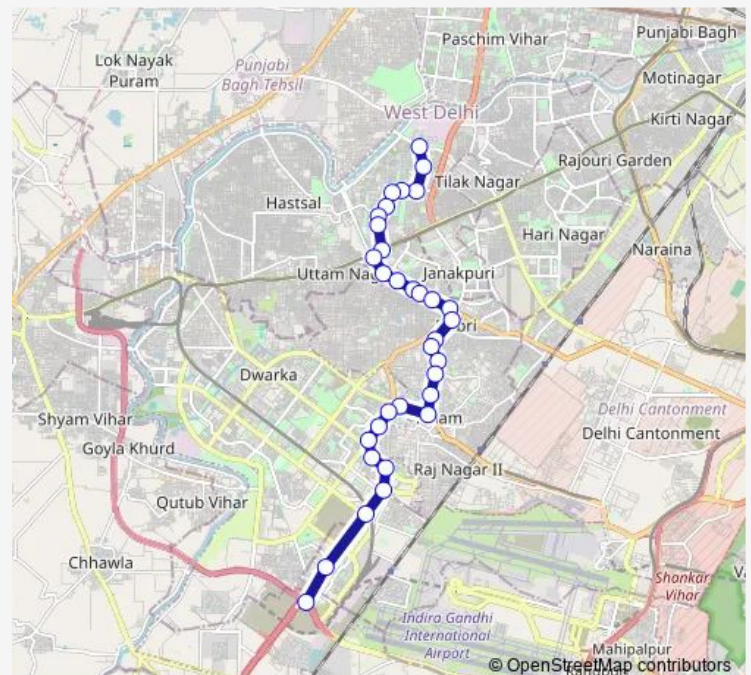 Paschim Vihar
Punjabi Bagh
Lok Nayak
Puram
Punjabi
Bagh Tehsil
Motinagar
West Delhi
Kirti Nagar
Rajouri Garden
Tilak Nagar
Hastsal
Hari Nagar
Naraina
Uttam
Janakpuri
Dwarka
Shyam Vihar
Delhi Cantonment
Goyla Khurd
Delhi Cantonment
Raj Nagar II
Qutub Vihar
Chhawla
Shankar
Vihar
Indira Gandhi
International
Airport
Mahipalpur
© OpenStreetMap contributors